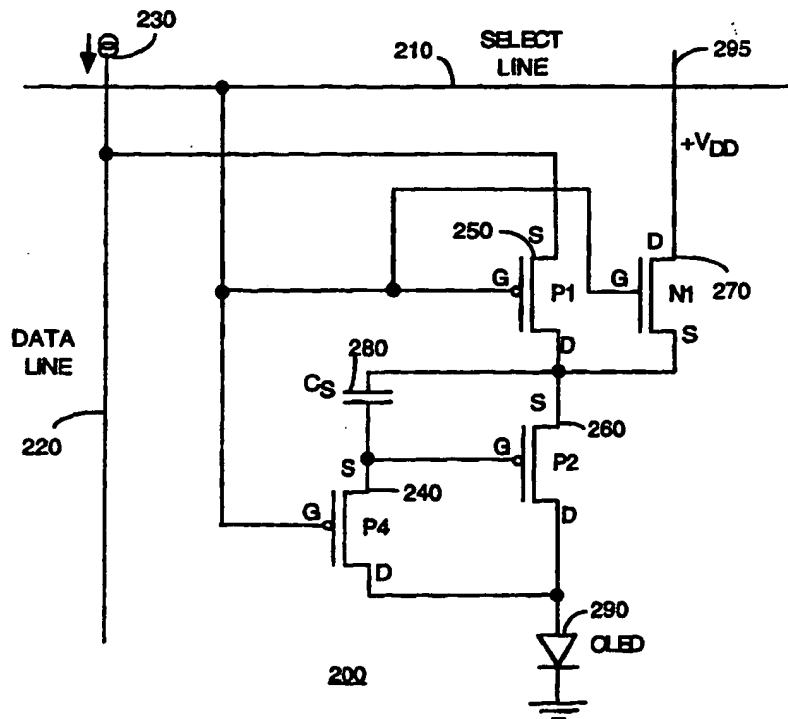 230
210
SELECT
LINE
295
+VDD
250
S
D
G
P1
G
N1
270
DATA
LINE
280
D
S
CS
S
260
220
G
P2
S
240
G
P4
D
D
290
OLED
200